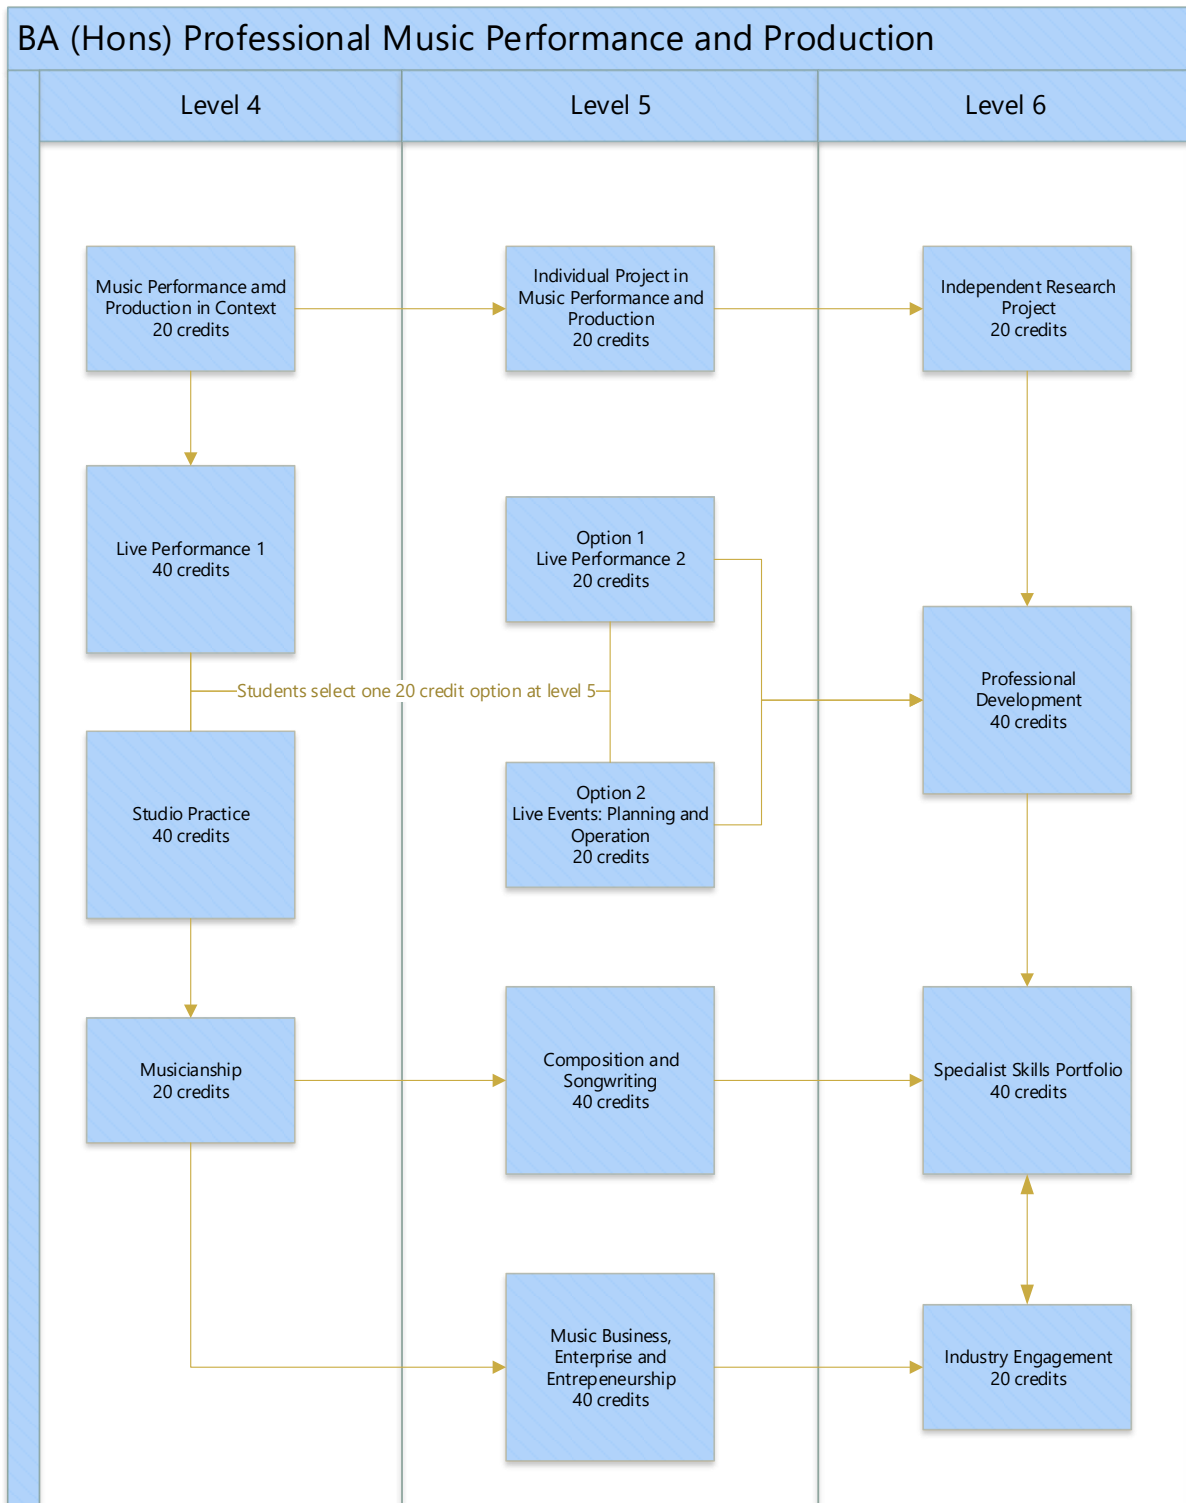 BA (Hons) Professional Music Performance and Production
Level 4
Level 5
Level 6
Music Performance amd
Production in Context
20 credits
Individual Project in
Music Performance and
Production
20 credits
Independent Research
Project
20 credits
Live Performance 1
40 credits
Option 1
Live Performance 2
20 credits
Students select one 20 credit option at level 5
Professional
Development
40 credits
Studio Practice
40 credits
Option 2
Live Events: Planning and
Operation
20 credits
Musicianship
20 credits
Composition and
Songwriting
40 credits
Specialist Skills Portfolio
40 credits
Music Business,
Enterprise and
Entrepeneurship
40 credits
Industry Engagement
20 credits